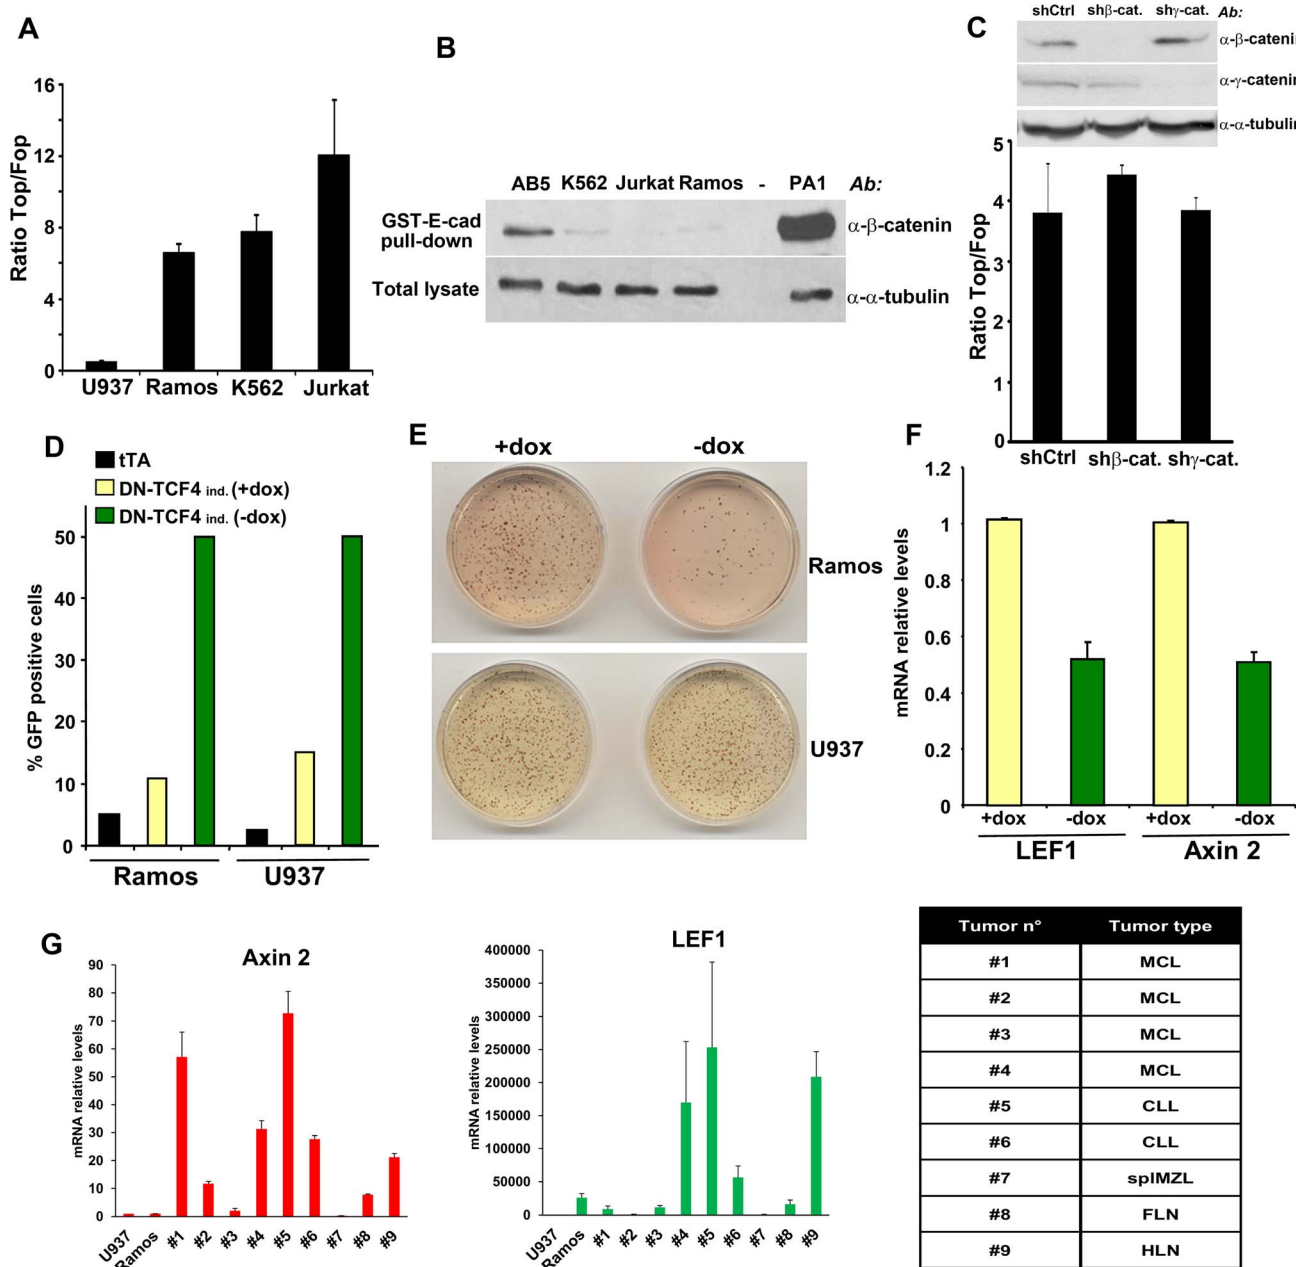 A
Ratio Top/Fop
16
12
8
4
0
U937 Ramos K562 Jurkat
B
AB5 K562 Jurkat Ramos - PA1 Ab:
GST-E-cad
pull-down
α-β-catenin
Total lysate
α-α-tubulin
C
shCtrl shβ-cat. shγ-cat. Ab:
α-β-catenin
α-γ-catenin
α-α-tubulin
Ratio Top/Fop
5
4
3
2
1
0
shCtrl shβ-cat. shγ-cat.
D
tTA
DN-TCF4 ind. (+dox)
DN-TCF4 ind. (-dox)
% GFP positive cells
50
40
30
20
10
0
Ramos U937
E
+dox -dox
Ramos
U937
F
mRNA relative levels
1.2
1
0.8
0.6
0.4
0.2
0
+dox -dox +dox -dox
LEF1 Axin 2
G
Axin 2
mRNA relative levels
90
80
70
60
50
40
30
20
10
0
U937 Ramos #1 #2 #3 #4 #5 #6 #7 #8 #9
LEF1
mRNA relative levels
400000
350000
300000
250000
200000
150000
100000
50000
0
U937 Ramos #1 #2 #3 #4 #5 #6 #7 #8 #9
Tumor n° Tumor type
#1 MCL
#2 MCL
#3 MCL
#4 MCL
#5 CLL
#6 CLL
#7 splMZL
#8 FLN
#9 HLN